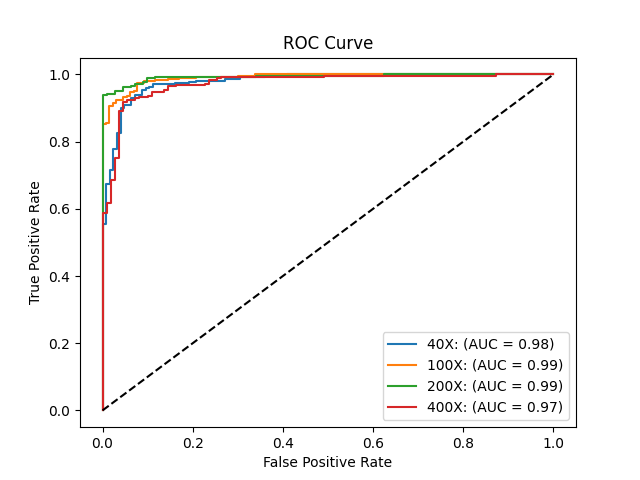 ROC Curve
True Positive Rate
1.0
0.8
0.6
0.4
0.2
0.0
40X: (AUC = 0.98)
100X: (AUC = 0.99)
200X: (AUC = 0.99)
400X: (AUC = 0.97)
0.0 0.2 0.4 0.6 0.8 1.0
False Positive Rate